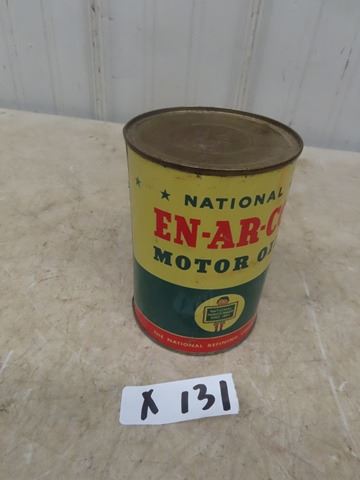 NATIONAL
EN-AR-C
MOTOR OI
THE NATIONAL REFINING
X 131